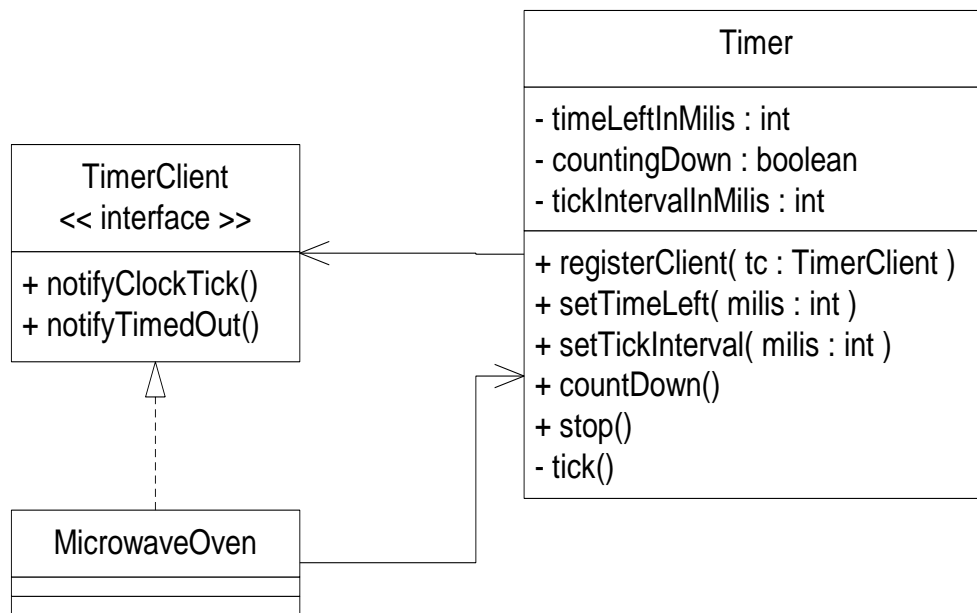 TimerClient
<< interface >>
+ notifyClockTick()
+ notifyTimedOut()
MicrowaveOven
Timer
- timeLeftInMilis : int
- countingDown : boolean
- tickIntervalInMilis : int
+ registerClient( tc : TimerClient )
+ setTimeLeft( milis : int )
+ setTickInterval( milis : int )
+ countDown()
+ stop()
- tick()